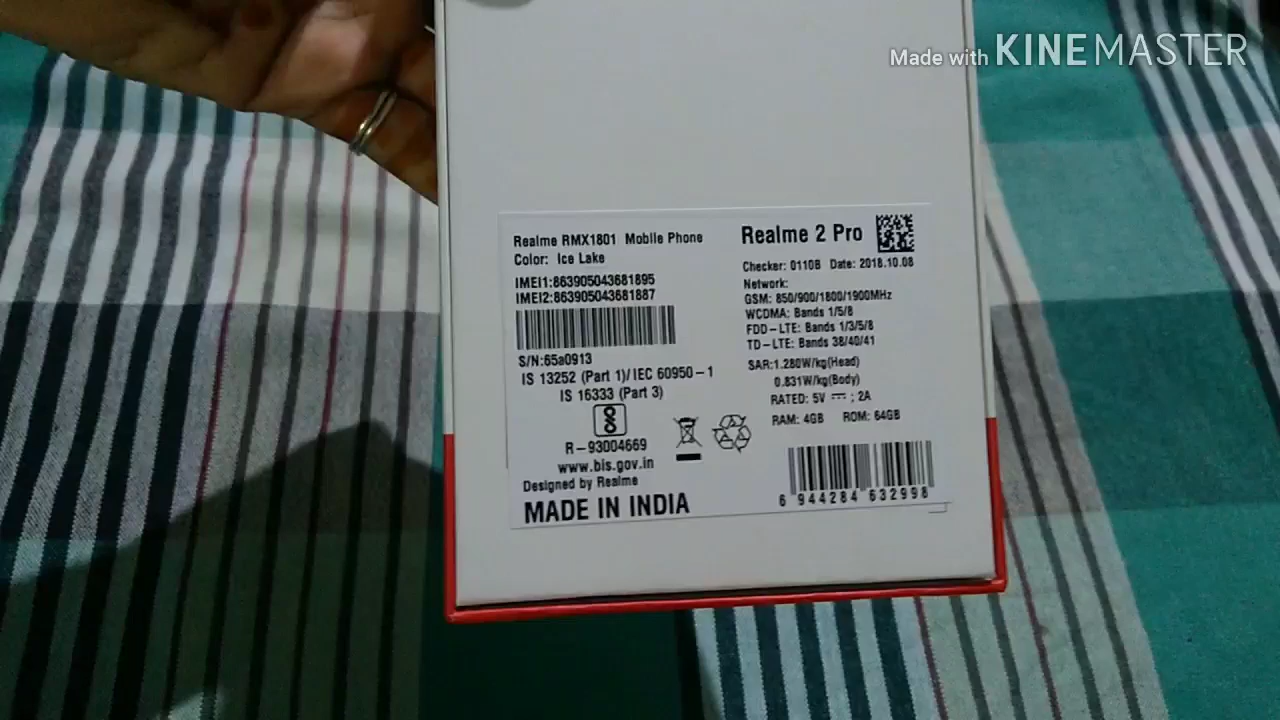 Made with KINEMASTER
Realme RMX1801 Mobile Phone
Color: Ice Lake
IMEI1:863905043681895
IMEI2:863905043681887
S/N:65a0913
IS 13252 (Part 1)/IEC 60950-1
IS 16333 (Part 3)
R-93004669
www.bis.gov.in
Designed by Realme
MADE IN INDIA
Realme 2 Pro
Checker: 0110B Date: 2018.10.08
Network:
GSM: 850/900/1800/1900MHz
WCDMA: Bands 1/5/8
FDD-LTE: Bands 1/3/5/8
TD-LTE: Bands 38/40/41
SAR:1.280W/kg(Head)
0.831W/kg(Body)
RATED: 5V ⎓ ; 2A
RAM: 4GB ROM: 64GB
6 944284 632998